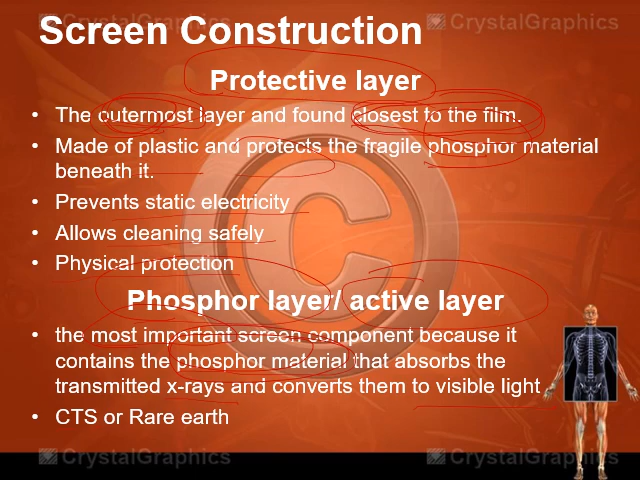 CrystalGraphics
Screen Construction
Protective layer
• The outermost layer and found closest to the film.
• Made of plastic and protects the fragile phosphor material
beneath it.
• Prevents static electricity
• Allows cleaning safely
• Physical protection
Phosphor layer/ active layer
• the most important screen component because it
contains the phosphor material that absorbs the
transmitted x-rays and converts them to visible light
• CTS or Rare earth
CrystalGraphics
CrystalGraphics